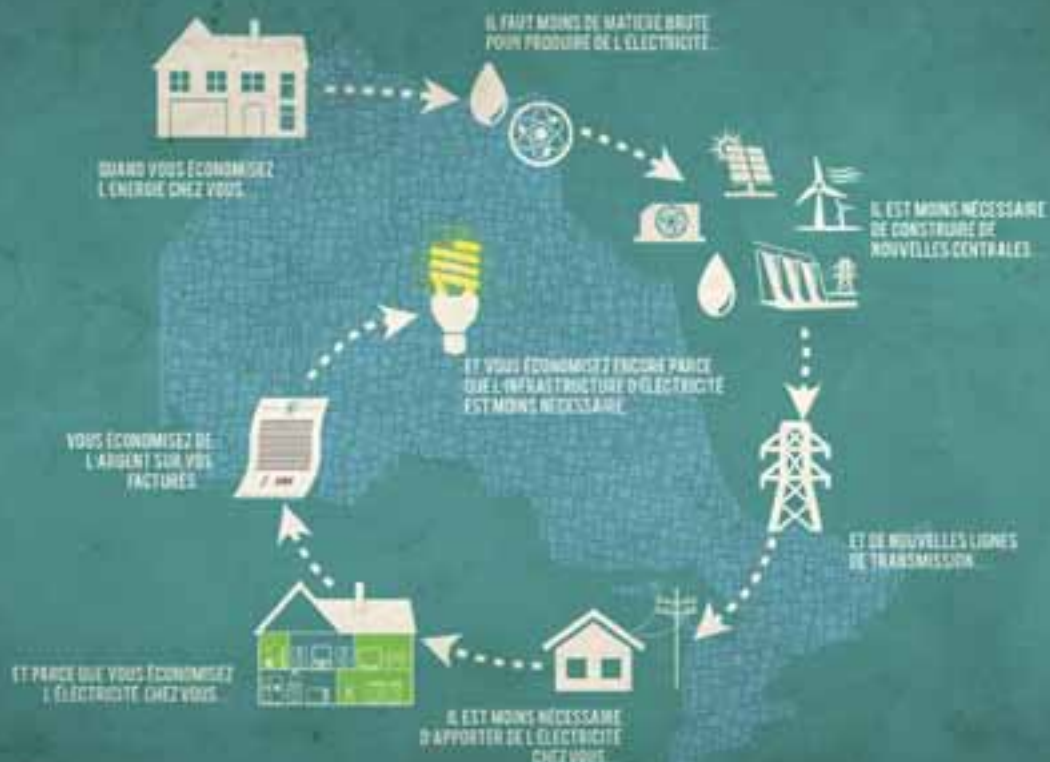 IL FAUT MOINS DE MATIÈRE BRUTE
POUR PRODUIRE DE L'ÉLECTRICITÉ...
QUAND VOUS ÉCONOMISEZ
L'ÉNERGIE CHEZ VOUS...
IL EST MOINS NÉCESSAIRE
DE CONSTRUIRE DE
NOUVELLES CENTRALES...
ET VOUS ÉCONOMISEZ ENCORE PARCE
QUE L'INFRASTRUCTURE D'ÉLECTRICITÉ
EST MOINS NÉCESSAIRE.
VOUS ÉCONOMISEZ DE
L'ARGENT SUR VOS
FACTURES...
ET DE NOUVELLES LIGNES
DE TRANSMISSION...
ET PARCE QUE VOUS ÉCONOMISEZ
L'ÉLECTRICITÉ CHEZ VOUS...
IL EST MOINS NÉCESSAIRE
D'APPORTER DE L'ÉLECTRICITÉ
CHEZ VOUS...